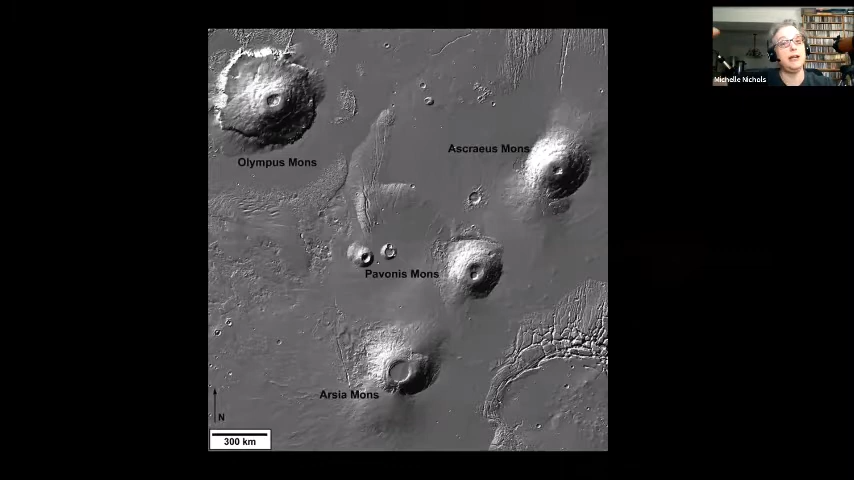 Michelle Nichols
Ascraeus Mons
Olympus Mons
Pavonis Mons
Arsia Mons
N
300 km